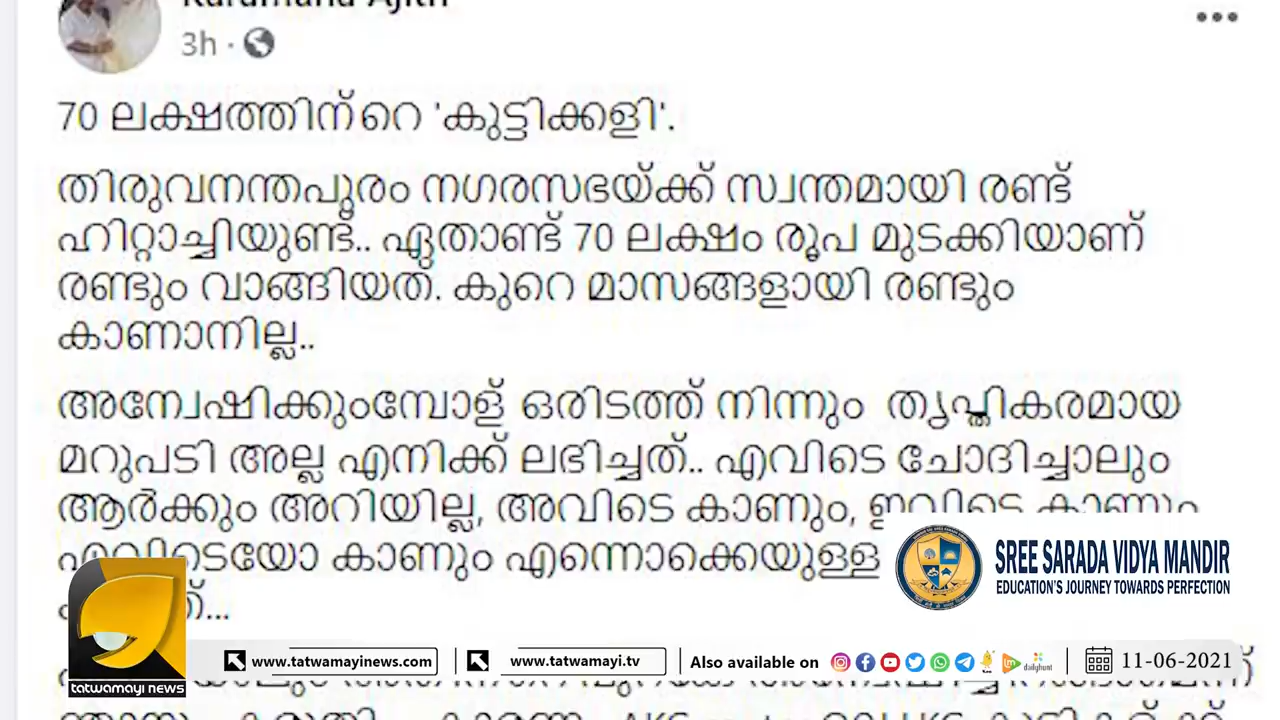 3h ·
70 ലക്ഷത്തിന്റെ 'കുട്ടിക്കളി'.
തിരുവനന്തപൂരം നഗരസഭയ്ക്ക് സ്വന്തമായി രണ്ട്
ഹിറ്റാച്ചിയുണ്ട്.. ഏതാണ്ട് 70 ലക്ഷം രൂപ മുടക്കിയാണ്
രണ്ടും വാങ്ങിയത്. കുറെ മാസങ്ങളായി രണ്ടും
കാണാനില്ല..
അന്വേഷിക്കുംമ്പോള് ഒരിടത്ത് നിന്നും തൃപ്തികരമായ
മറുപടി അല്ല എനിക്ക് ലഭിച്ചത്.. എവിടെ ചോദിച്ചാലും
ആർക്കും അറിയില്ല, അവിടെ കാണും, ഇവിടെ കാണും
എവിടെയോ കാണും എന്നൊക്കെയുള്ള
SREE SARADA VIDYA MANDIR
EDUCATION'S JOURNEY TOWARDS PERFECTION
tatwamayi news
www.tatwamayinews.com
www.tatwamayi.tv
Also available on
dailyhunt
11-06-2021